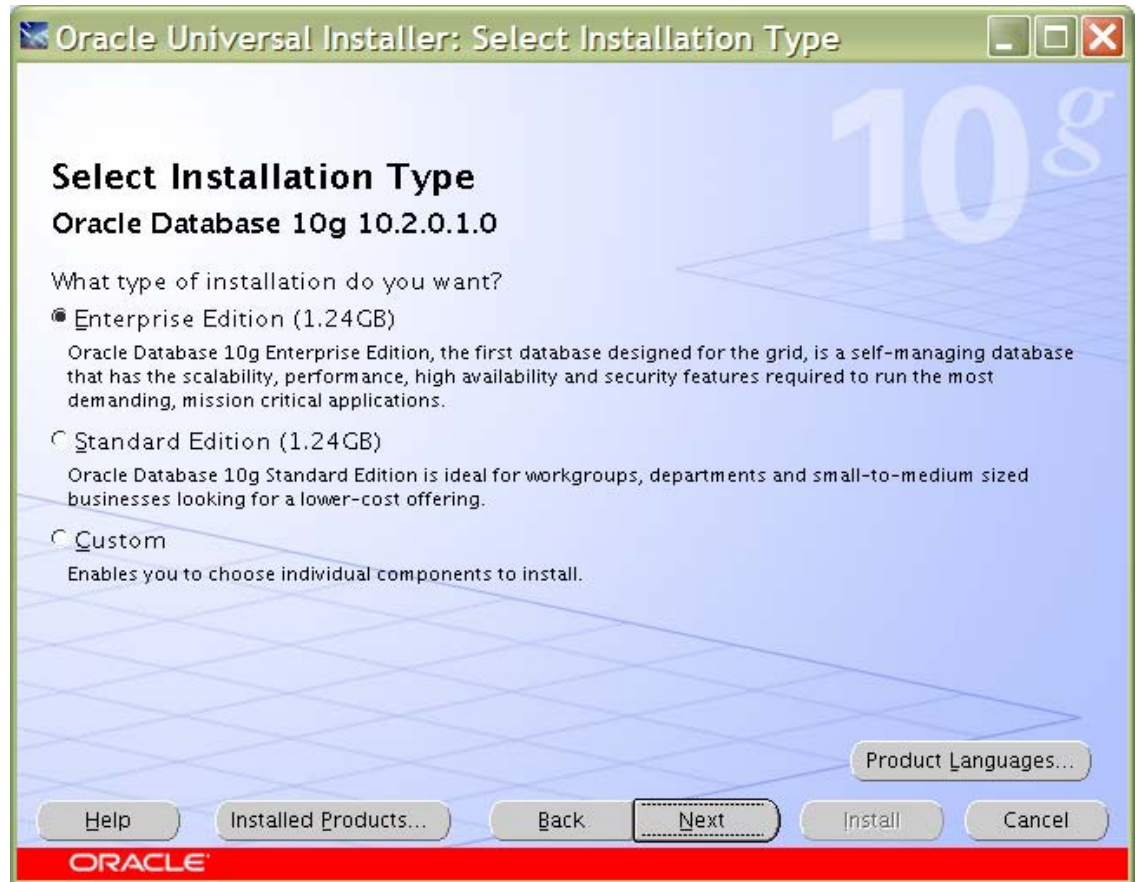 Oracle Universal Installer: Select Installation Type
10g
Select Installation Type
Oracle Database 10g 10.2.0.1.0
What type of installation do you want?
Enterprise Edition (1.24GB)
Oracle Database 10g Enterprise Edition, the first database designed for the grid, is a self-managing database
that has the scalability, performance, high availability and security features required to run the most
demanding, mission critical applications.
Standard Edition (1.24GB)
Oracle Database 10g Standard Edition is ideal for workgroups, departments and small-to-medium sized
businesses looking for a lower-cost offering.
Custom
Enables you to choose individual components to install.
Product Languages...
Help Installed Products... Back Next Install Cancel
ORACLE